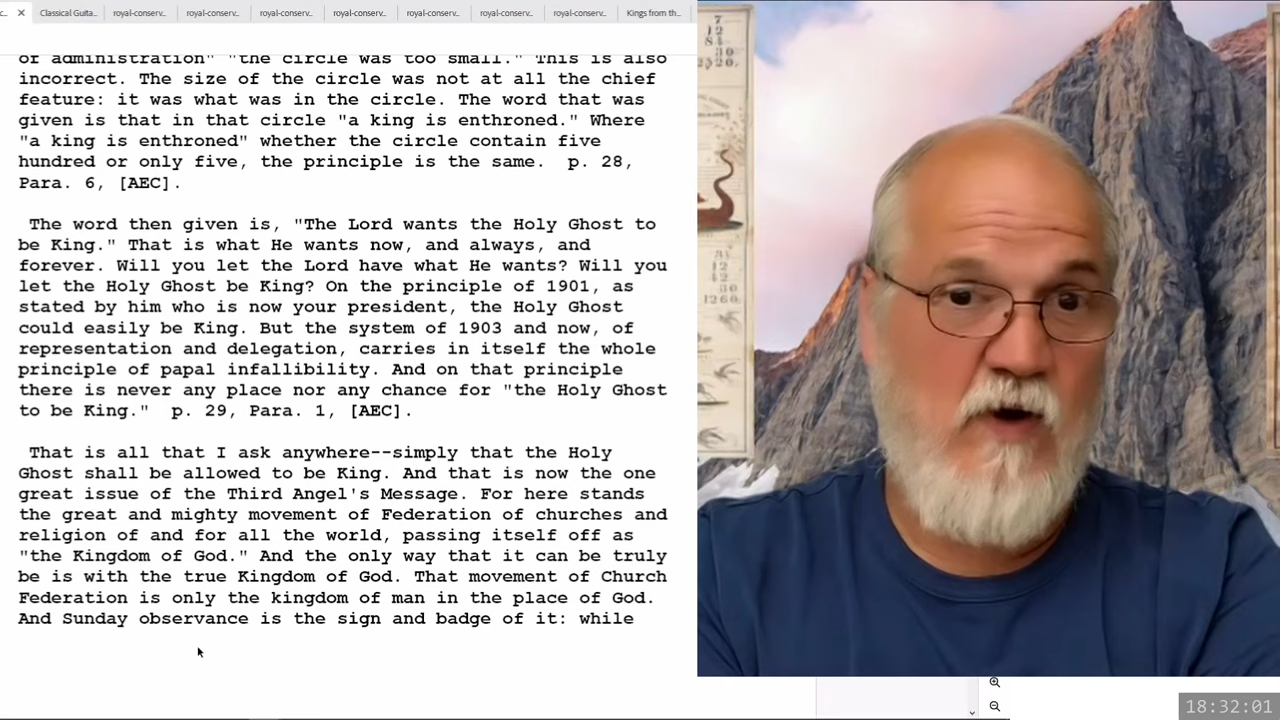 c...
Classical Guita...
royal-conserv...
royal-conserv...
royal-conserv...
royal-conserv...
royal-conserv...
royal-conserv...
royal-conserv...
Kings from th...
or administration" "the circle was too small." This is also
incorrect. The size of the circle was not at all the chief
feature: it was what was in the circle. The word that was
given is that in that circle "a king is enthroned." Where
"a king is enthroned" whether the circle contain five
hundred or only five, the principle is the same.  p. 28,
Para. 6, [AEC].
The word then given is, "The Lord wants the Holy Ghost to
be King." That is what He wants now, and always, and
forever. Will you let the Lord have what He wants? Will you
let the Holy Ghost be King? On the principle of 1901, as
stated by him who is now your president, the Holy Ghost
could easily be King. But the system of 1903 and now, of
representation and delegation, carries in itself the whole
principle of papal infallibility. And on that principle
there is never any place nor any chance for "the Holy Ghost
to be King."  p. 29, Para. 1, [AEC].
That is all that I ask anywhere--simply that the Holy
Ghost shall be allowed to be King. And that is now the one
great issue of the Third Angel's Message. For here stands
the great and mighty movement of Federation of churches and
religion of and for all the world, passing itself off as
"the Kingdom of God." And the only way that it can be truly
be is with the true Kingdom of God. That movement of Church
Federation is only the kingdom of man in the place of God.
And Sunday observance is the sign and badge of it: while
7
12
30
12
42
30
1260.
18:32:01